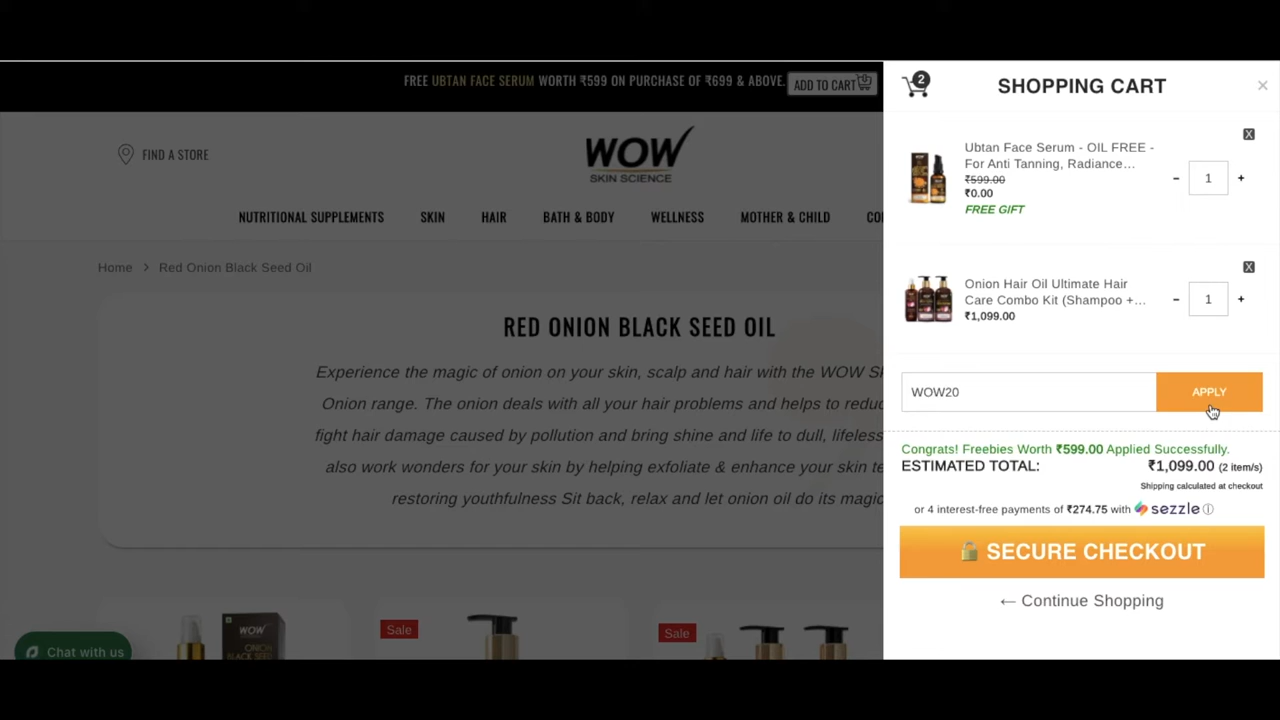 FREE UBTAN FACE SERUM WORTH ₹599 ON PURCHASE OF ₹699 & ABOVE. ADD TO CART
FIND A STORE
WOW
SKIN SCIENCE
NUTRITIONAL SUPPLEMENTS SKIN HAIR BATH & BODY WELLNESS MOTHER & CHILD
Home > Red Onion Black Seed Oil
RED ONION BLACK SEED OIL
Experience the magic of onion on your skin, scalp and hair with the WOW
Onion range. The onion deals with all your hair problems and helps to
fight hair damage caused by pollution and bring shine and life to dull,
also work wonders for your skin by helping exfoliate & enhance your skin
restoring youthfulness Sit back, relax and let onion oil do its magic
Sale
Sale
WOW
ONION
BLACK SEED
Chat with us
2
SHOPPING CART
×
X
Ubtan Face Serum - OIL FREE -
For Anti Tanning, Radiance...
₹599.00
₹0.00
FREE GIFT
- 1 +
X
Onion Hair Oil Ultimate Hair
Care Combo Kit (Shampoo +...
₹1,099.00
- 1 +
WOW20 APPLY
Congrats! Freebies Worth ₹599.00 Applied Successfully.
ESTIMATED TOTAL: ₹1,099.00 (2 item/s)
Shipping calculated at checkout
or 4 interest-free payments of ₹274.75 with sezzle ⓘ
SECURE CHECKOUT
← Continue Shopping